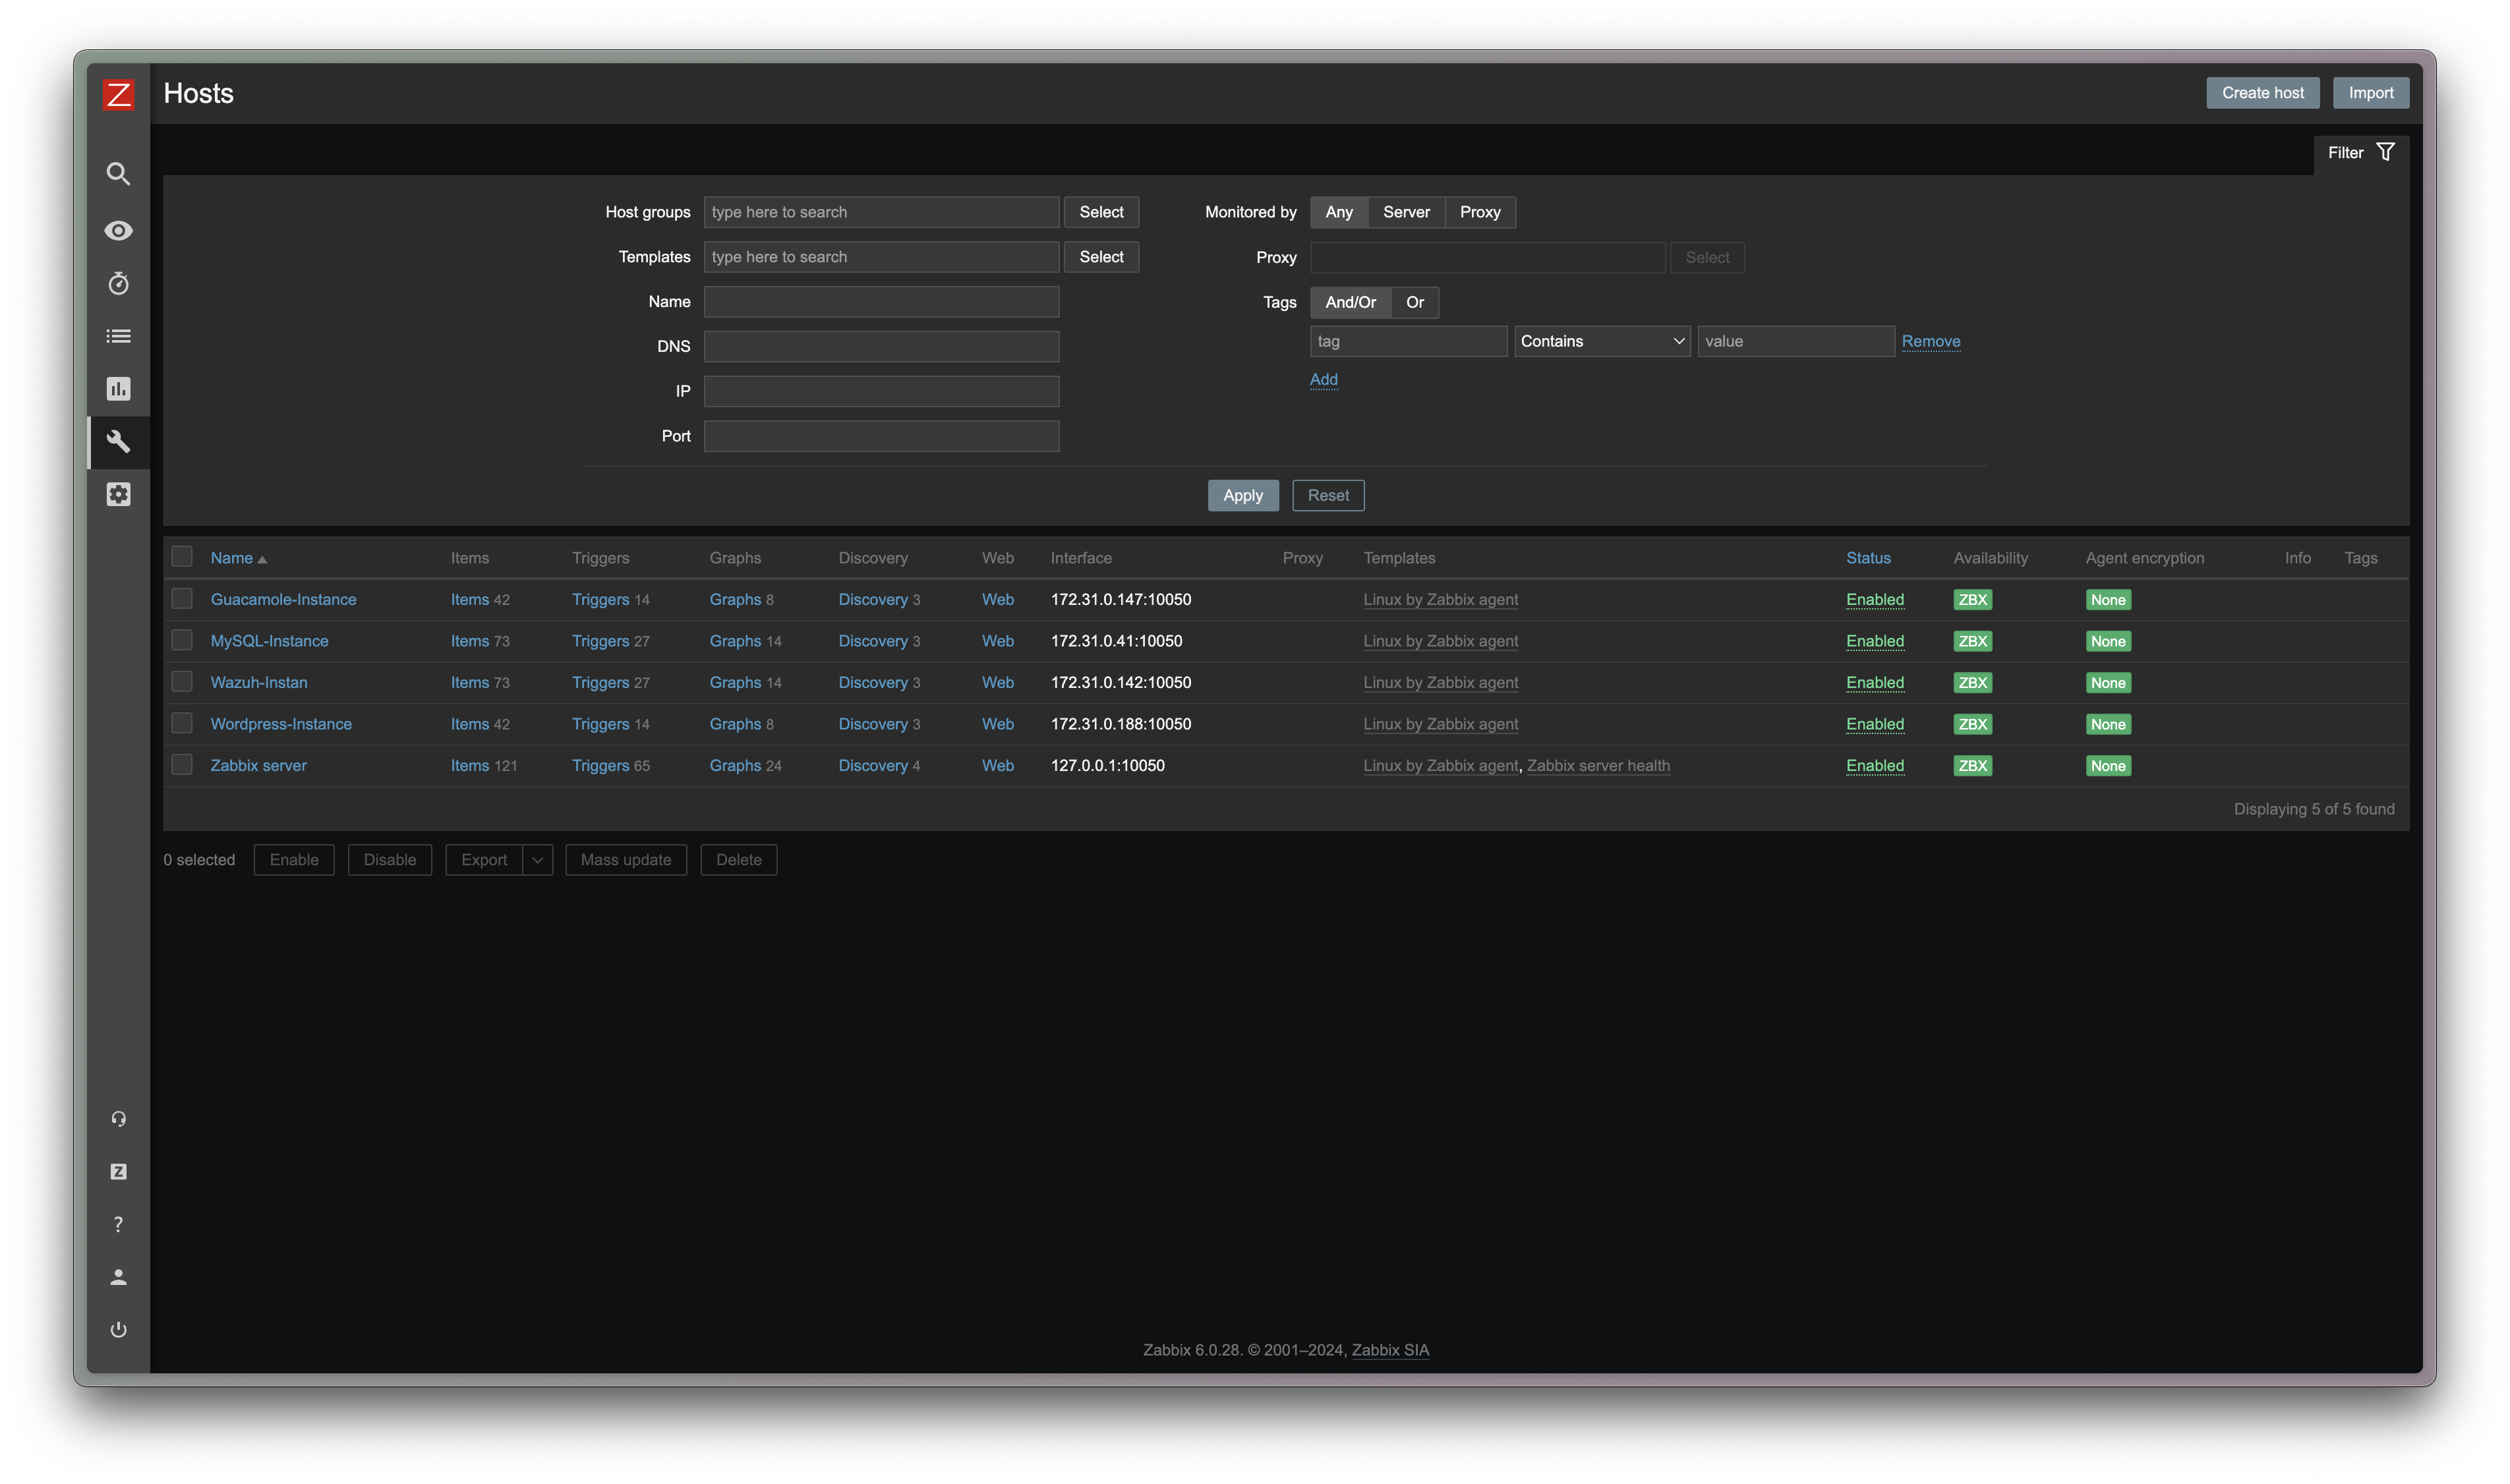 Z
Hosts
Create host
Import
Filter
Host groups type here to search Select
Templates type here to search Select
Name
DNS
IP
Port
Monitored by Any Server Proxy
Proxy Select
Tags And/Or Or
tag Contains value Remove
Add
Apply Reset
Name Items Triggers Graphs Discovery Web Interface Proxy Templates Status Availability Agent encryption Info Tags
Guacamole-Instance Items 42 Triggers 14 Graphs 8 Discovery 3 Web 172.31.0.147:10050 Linux by Zabbix agent Enabled ZBX None
MySQL-Instance Items 73 Triggers 27 Graphs 14 Discovery 3 Web 172.31.0.41:10050 Linux by Zabbix agent Enabled ZBX None
Wazuh-Instan Items 73 Triggers 27 Graphs 14 Discovery 3 Web 172.31.0.142:10050 Linux by Zabbix agent Enabled ZBX None
Wordpress-Instance Items 42 Triggers 14 Graphs 8 Discovery 3 Web 172.31.0.188:10050 Linux by Zabbix agent Enabled ZBX None
Zabbix server Items 121 Triggers 65 Graphs 24 Discovery 4 Web 127.0.0.1:10050 Linux by Zabbix agent, Zabbix server health Enabled ZBX None
Displaying 5 of 5 found
0 selected Enable Disable Export Mass update Delete
Z
?
Zabbix 6.0.28. © 2001–2024, Zabbix SIA